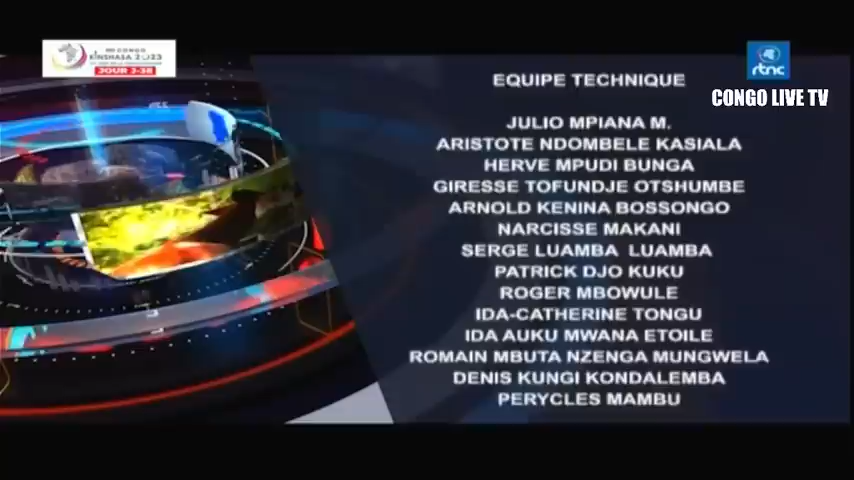 RD CONGO
KINSHASA 2023
JOUR J-38
rtnc
CONGO LIVE TV
EQUIPE TECHNIQUE
JULIO MPIANA M.
ARISTOTE NDOMBELE KASIALA
HERVE MPUDI BUNGA
GIRESSE TOFUNDJE OTSHUMBE
ARNOLD KENINA BOSSONGO
NARCISSE MAKANI
SERGE LUAMBA LUAMBA
PATRICK DJO KUKU
ROGER MBOWULE
IDA-CATHERINE TONGU
IDA AUKU MWANA ETOILE
ROMAIN MBUTA NZENGA MUNGWELA
DENIS KUNGI KONDALEMBA
PERYCLES MAMBU